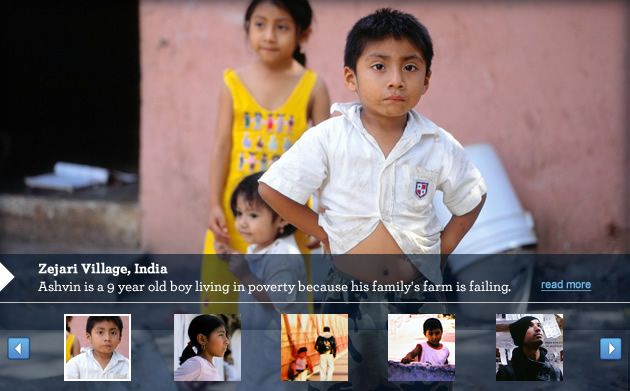 Zejari Village, India
Ashvin is a 9 year old boy living in poverty because his family's farm is failing.
read more